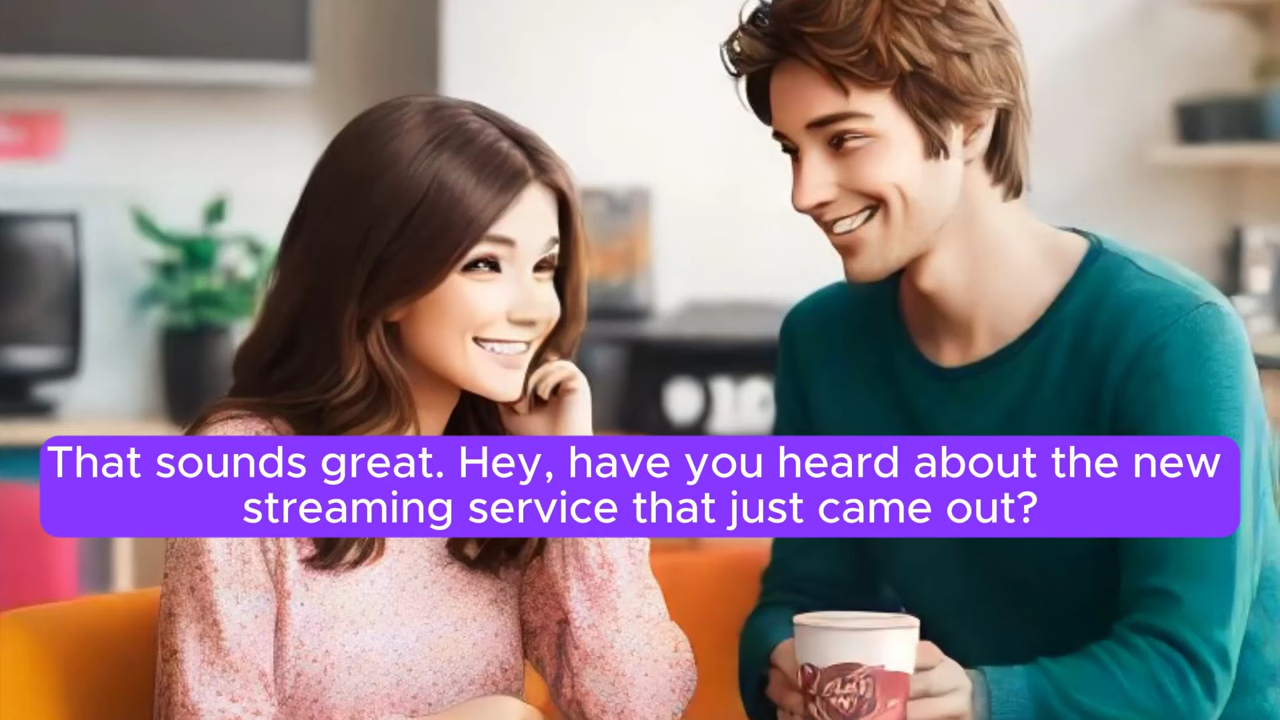 That sounds great. Hey, have you heard about the new
streaming service that just came out?